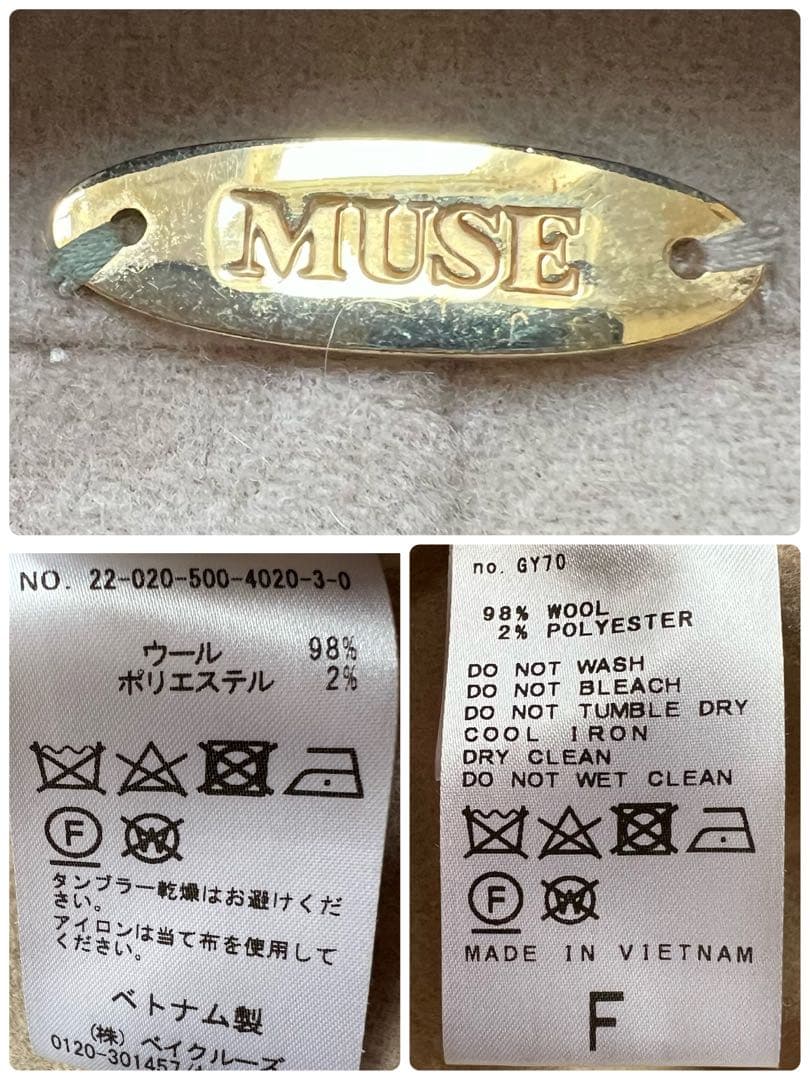 MUSE
NO. 22-020-500-4020-3-0
ウール 98%
ポリエステル 2%
F
W
タンブラー乾燥はお避けくだ
さい。
アイロンは当て布を使用して
ください。
ベトナム製
(株) ベイクルーズ
0120-301457
no. GY70
98% WOOL
2% POLYESTER
DO NOT WASH
DO NOT BLEACH
DO NOT TUMBLE DRY
COOL IRON
DRY CLEAN
DO NOT WET CLEAN
F
W
MADE IN VIETNAM
F